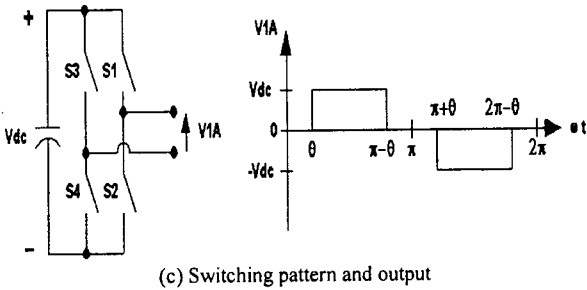 +
S3 S1
Vdc
V1A
S4 S2
-
V1A
Vdc
0
-Vdc
θ π-θ π
π+θ 2π-θ
2π
ωt
(c) Switching pattern and output